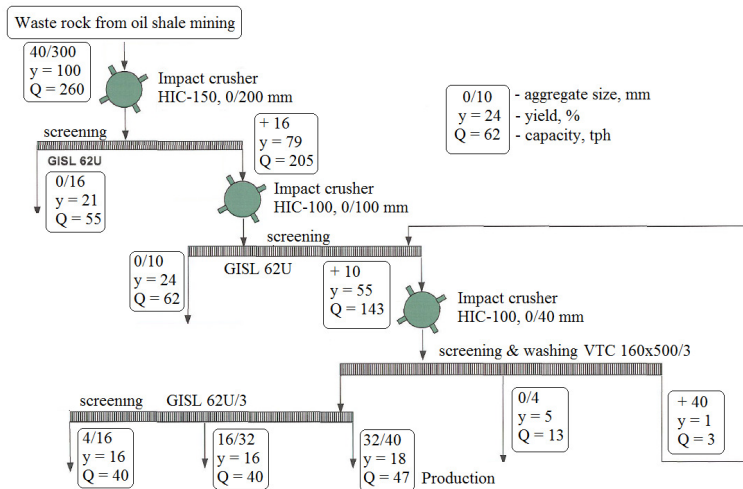 Waste rock from oil shale mining
40/300
y = 100
Q = 260
Impact crusher
HIC-150, 0/200 mm
0/10
y = 24
Q = 62
- aggregate size, mm
- yield, %
- capacity, tph
screening
GISL 62U
+ 16
y = 79
Q = 205
0/16
y = 21
Q = 55
Impact crusher
HIC-100, 0/100 mm
screening
GISL 62U
0/10
y = 24
Q = 62
+ 10
y = 55
Q = 143
Impact crusher
HIC-100, 0/40 mm
screening & washing VTC 160x500/3
screening
GISL 62U/3
0/4
y = 5
Q = 13
+ 40
y = 1
Q = 3
4/16
y = 16
Q = 40
16/32
y = 16
Q = 40
32/40
y = 18
Q = 47
Production